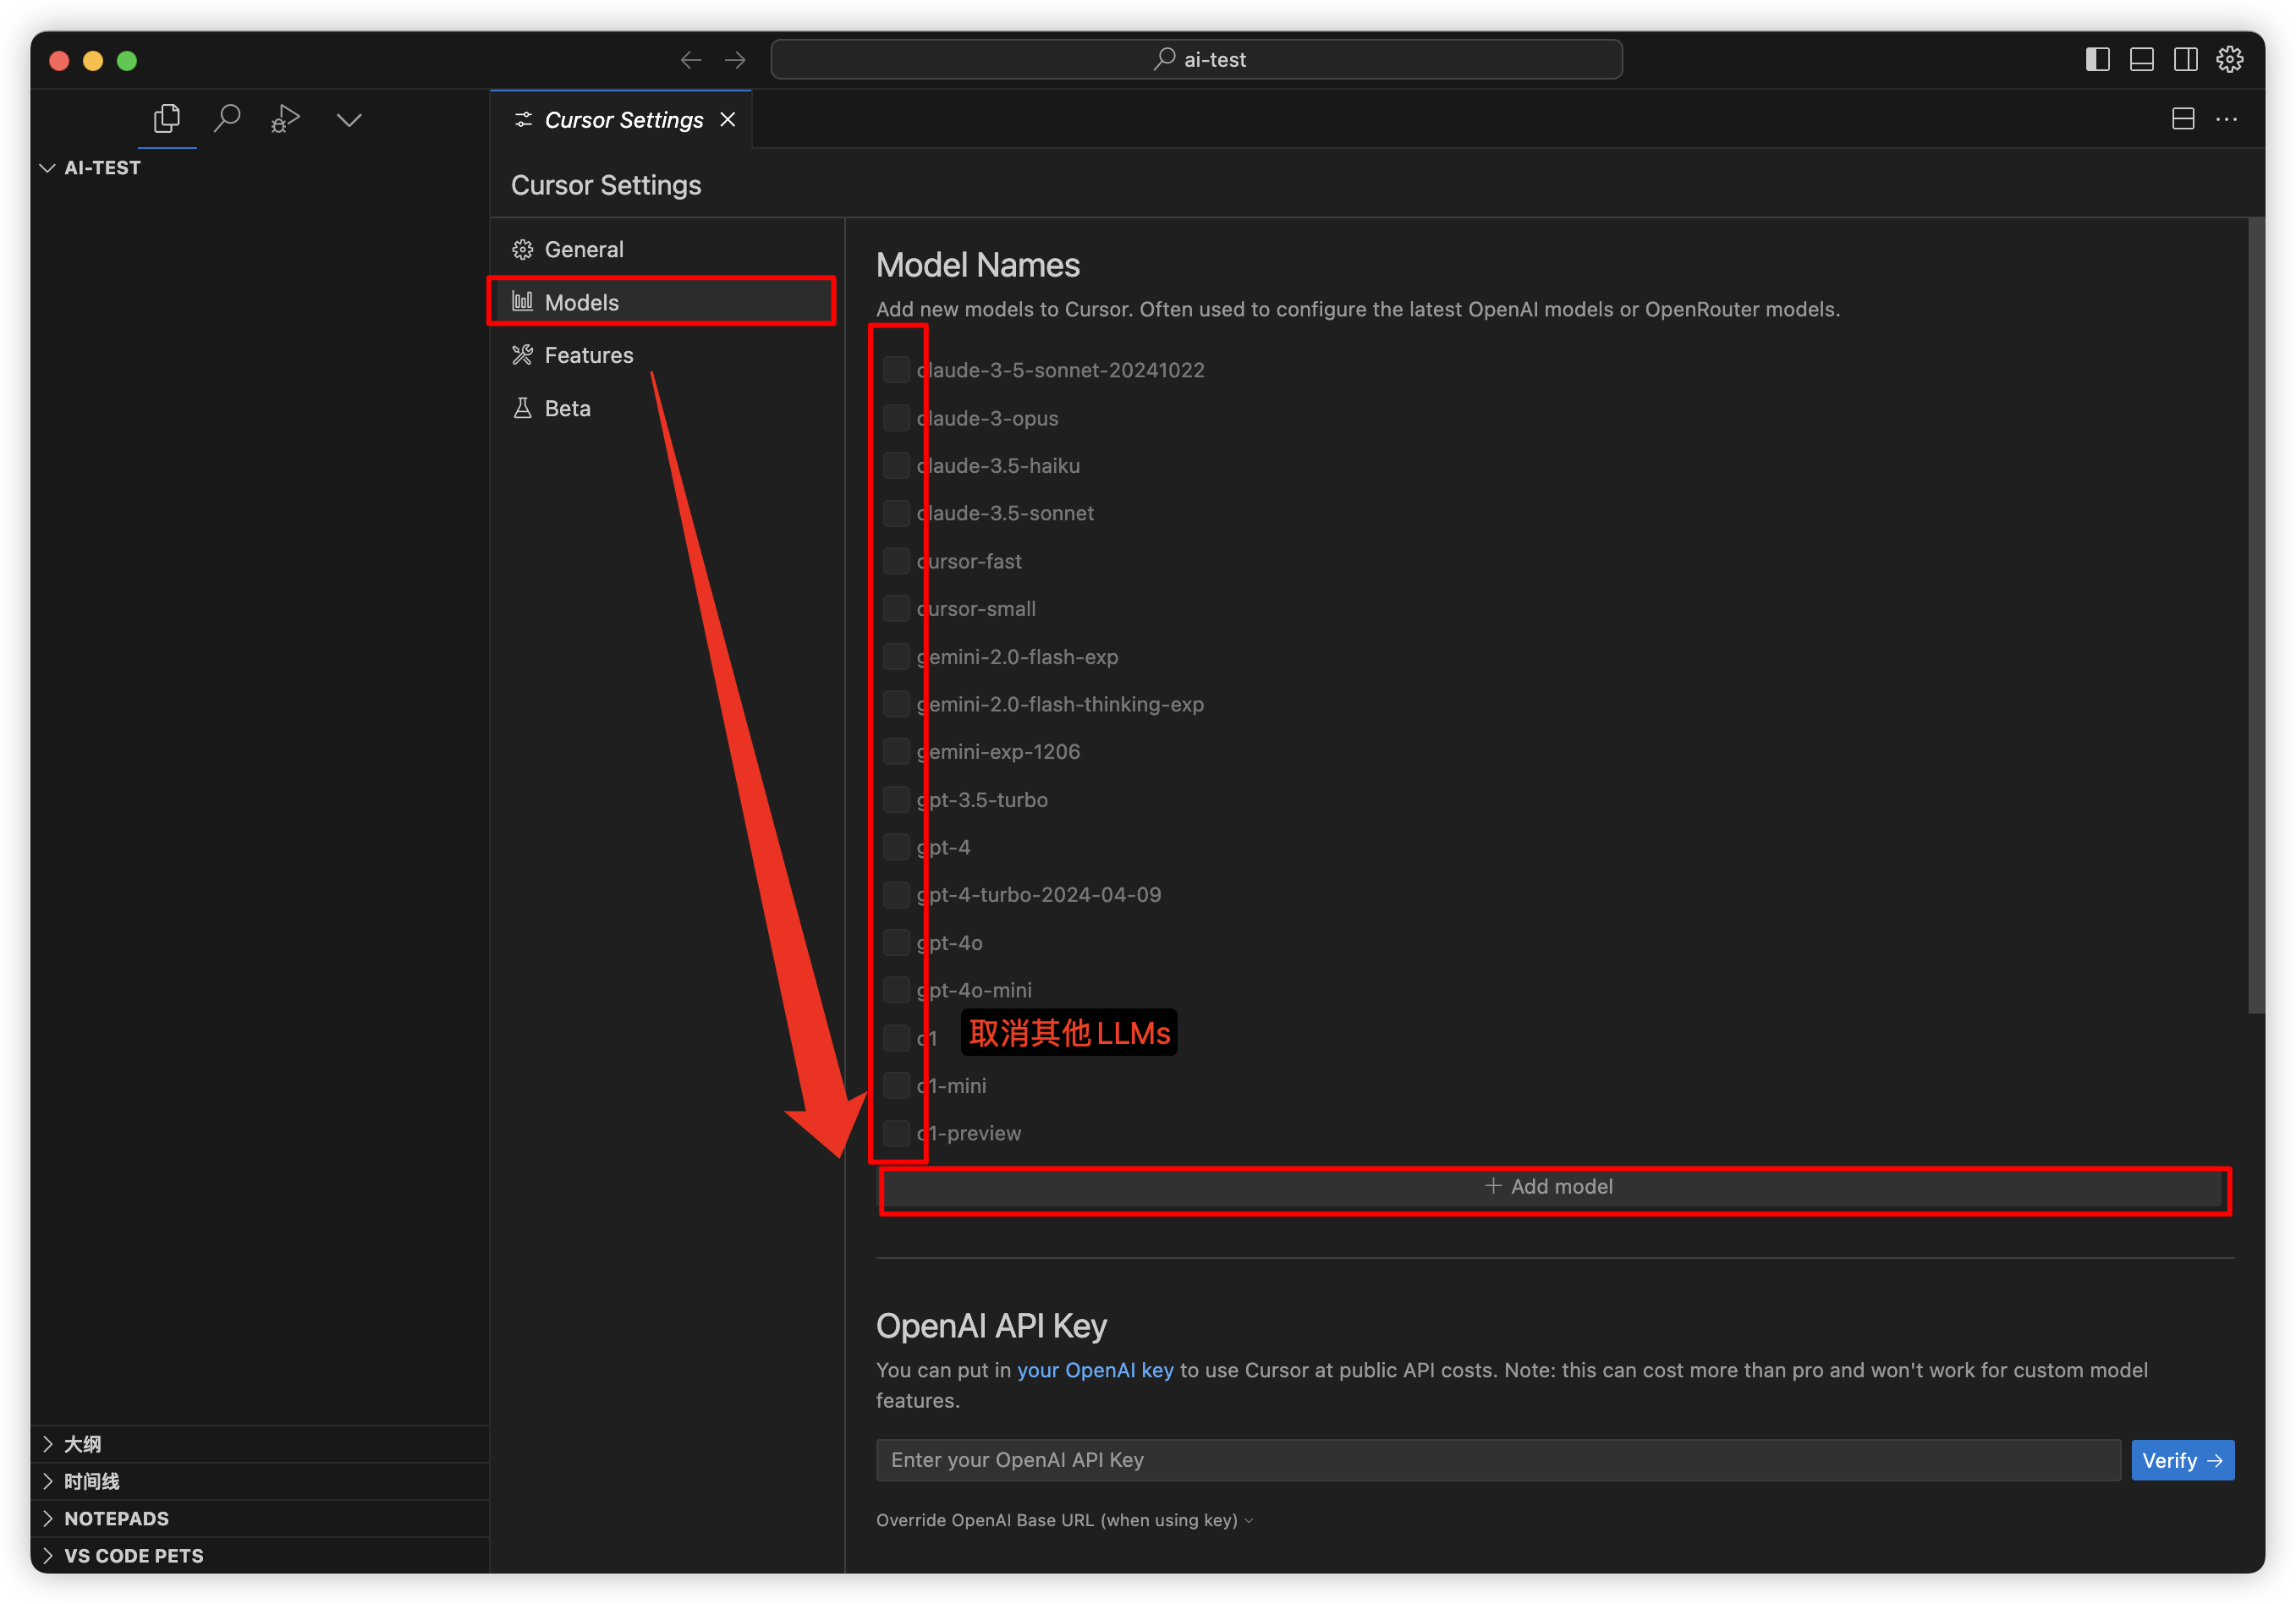 ai-test
Cursor Settings
AI-TEST
Cursor Settings
General
Models
Features
Beta
Model Names
Add new models to Cursor. Often used to configure the latest OpenAI models or OpenRouter models.
claude-3-5-sonnet-20241022
claude-3-opus
claude-3.5-haiku
claude-3.5-sonnet
cursor-fast
cursor-small
gemini-2.0-flash-exp
gemini-2.0-flash-thinking-exp
gemini-exp-1206
gpt-3.5-turbo
gpt-4
gpt-4-turbo-2024-04-09
gpt-4o
gpt-4o-mini
o1
取消其他 LLMs
o1-mini
o1-preview
+ Add model
OpenAI API Key
You can put in your OpenAI key to use Cursor at public API costs. Note: this can cost more than pro and won't work for custom model
features.
Enter your OpenAI API Key
Verify →
Override OpenAI Base URL (when using key)
大纲
时间线
NOTEPADS
VS CODE PETS